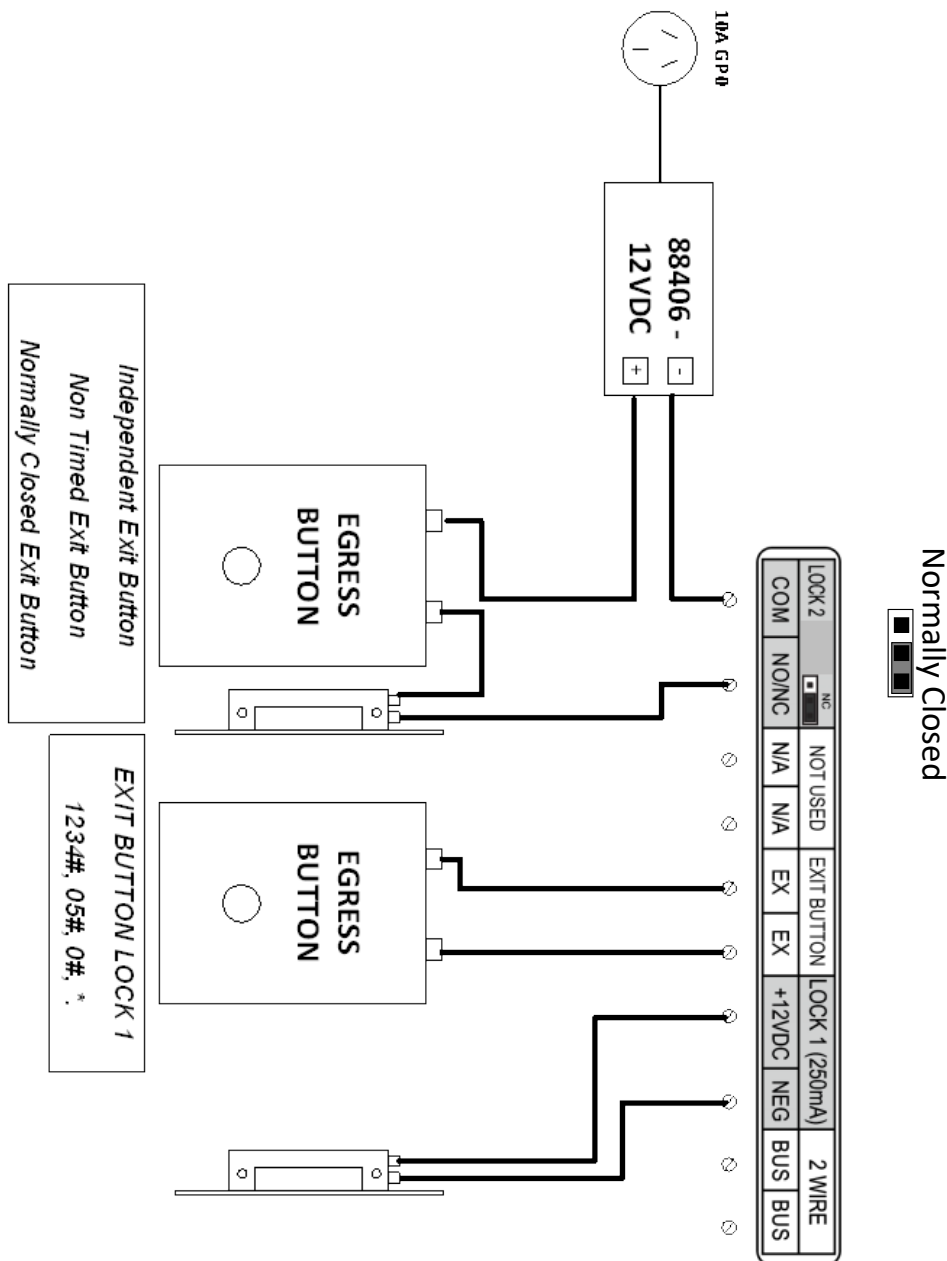 Normally Closed
LOCK 2
NC
NOT USED
EXIT BUTTON
LOCK 1 (250mA)
2 WIRE
COM
NO/NC
N/A
N/A
EX
EX
+12VDC
NEG
BUS
BUS
10A GPO
88406 -
12VDC
-
+
EGRESS
BUTTON
EGRESS
BUTTON
Independent Exit Button
Non Timed Exit Button
Normally Closed Exit Button
EXIT BUTTON LOCK 1
1234#, 05#, 0#, * .